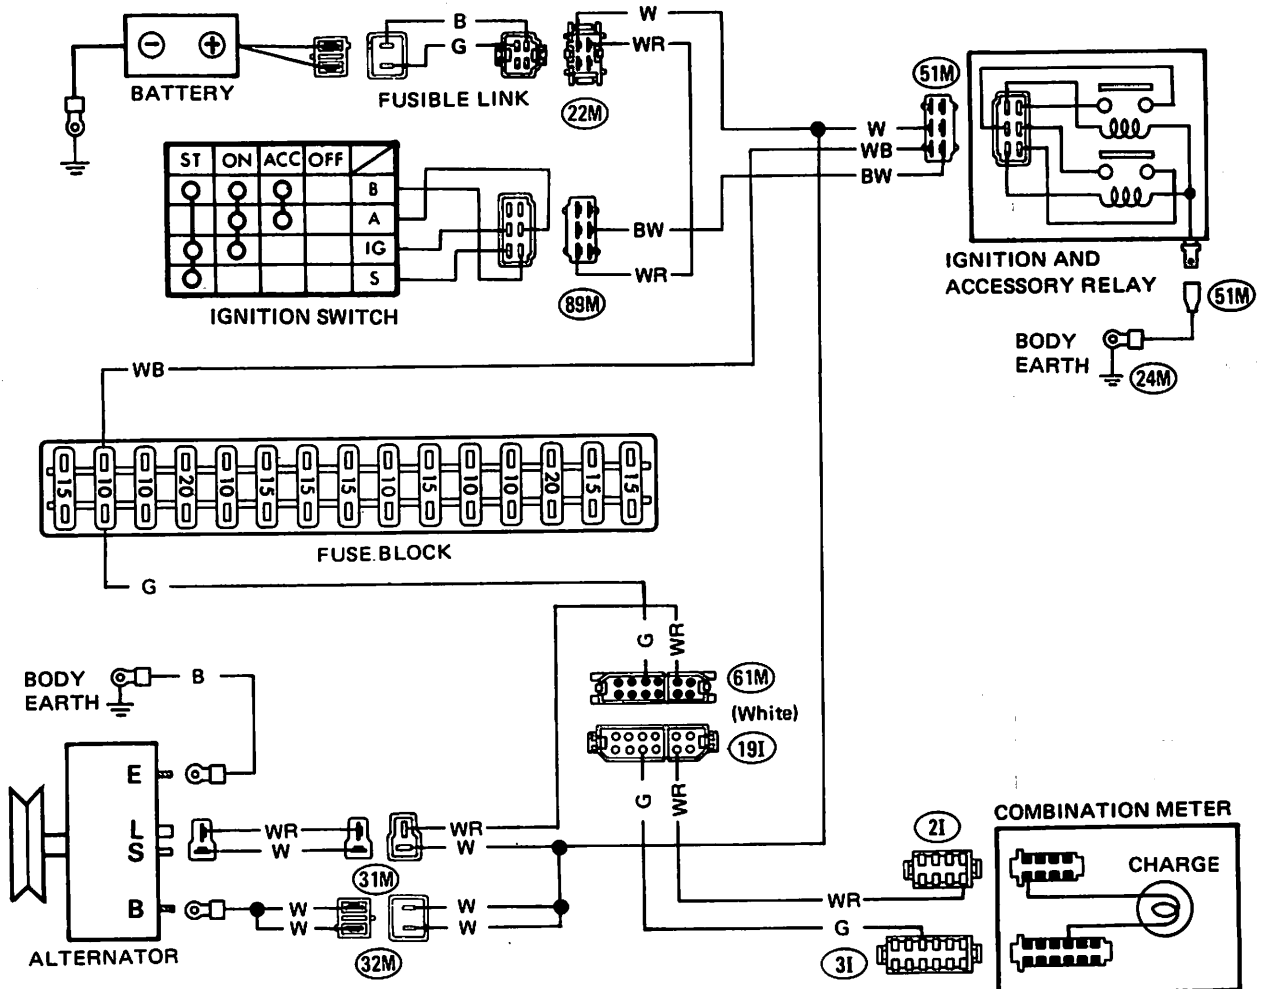 B
W
G
WR
BATTERY
FUSIBLE LINK
22M
51M
W
WB
BW
ST ON ACC OFF
B
A
IG
S
IGNITION SWITCH
BW
WR
89M
IGNITION AND
ACCESSORY RELAY
51M
BODY
EARTH
24M
WB
15 10 10 20 10 15 15 15 10 15 10 10 20 15 15
FUSE.BLOCK
G
G
WR
61M
(White)
19I
G
WR
BODY
EARTH
B
E
L
S
B
ALTERNATOR
WR
W
31M
WR
W
W
W
32M
W
W
COMBINATION METER
2I
CHARGE
WR
G
3I